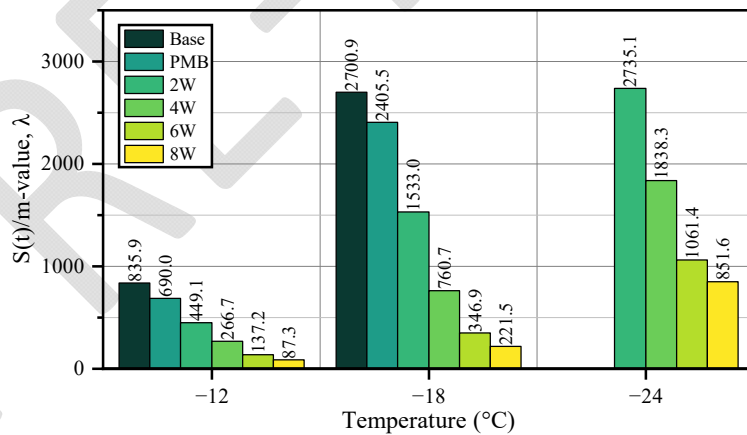 S(t)/m-value, λ
3000
2000
1000
0
Base
PMB
2W
4W
6W
8W
835.9
690.0
449.1
266.7
137.2
87.3
2700.9
2405.5
1533.0
760.7
346.9
221.5
2735.1
1838.3
1061.4
851.6
−12
−18
−24
Temperature (°C)